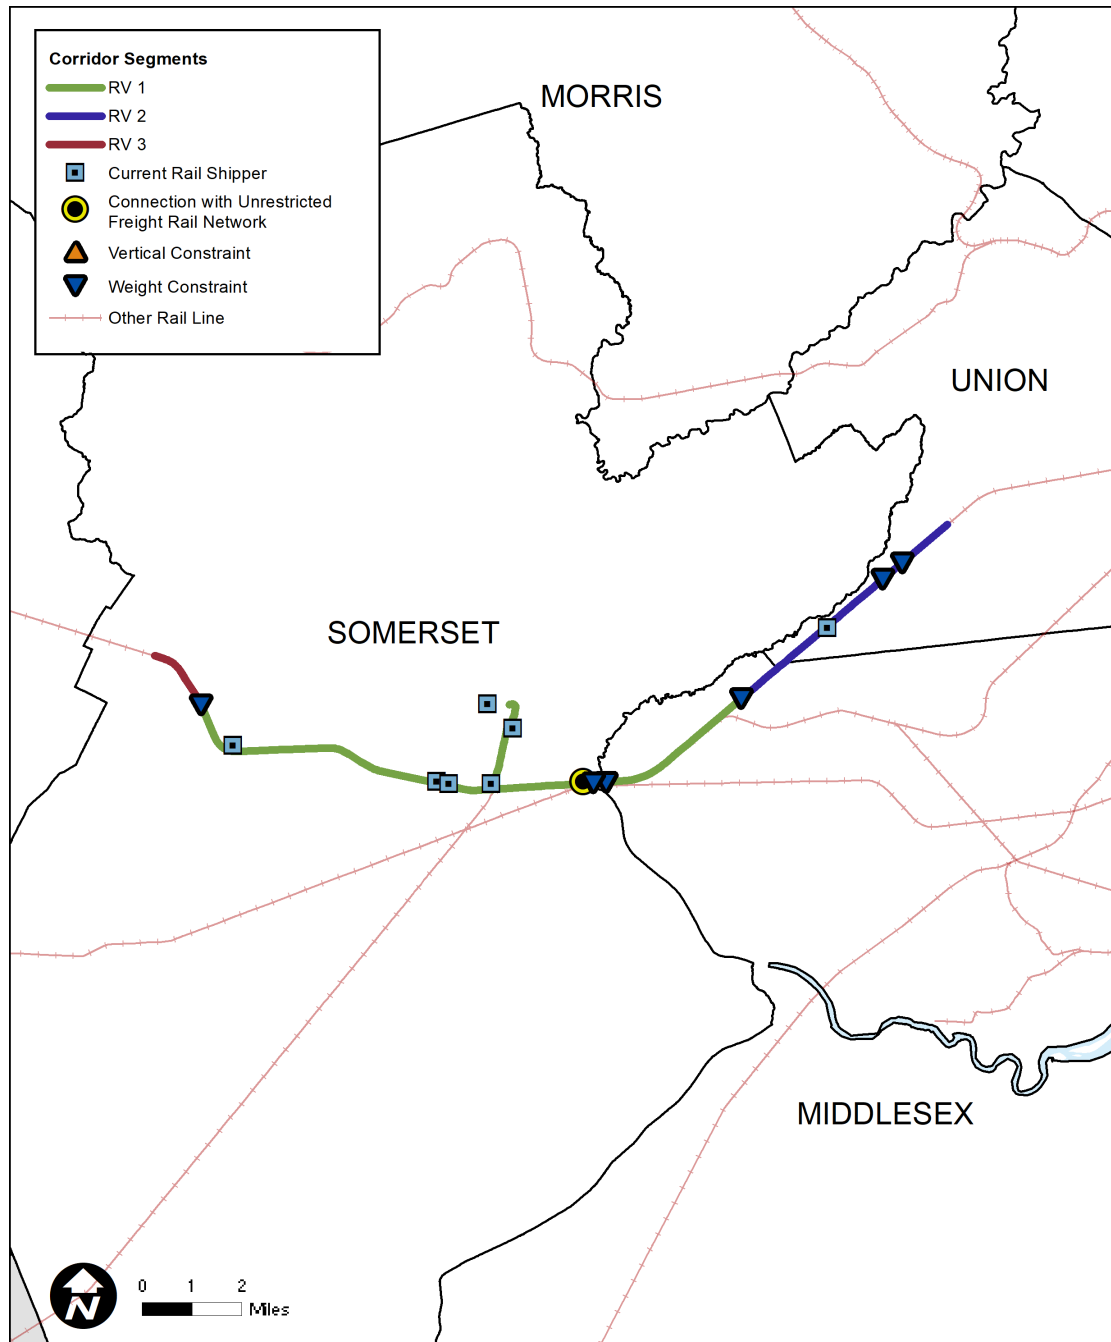 Corridor Segments
RV 1
RV 2
RV 3
Current Rail Shipper
Connection with Unrestricted
Freight Rail Network
Vertical Constraint
Weight Constraint
Other Rail Line
MORRIS
UNION
SOMERSET
MIDDLESEX
N
0 1 2
Miles